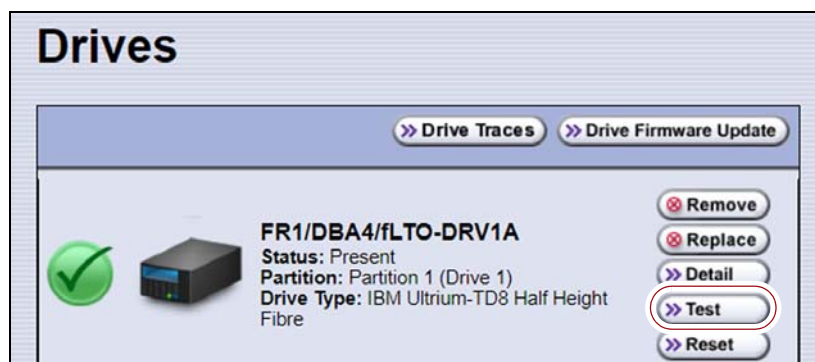 Drives
Drive Traces
Drive Firmware Update
FR1/DBA4/fLTO-DRV1A
Status: Present
Partition: Partition 1 (Drive 1)
Drive Type: IBM Ultrium-TD8 Half Height
Fibre
Remove
Replace
Detail
Test
Reset